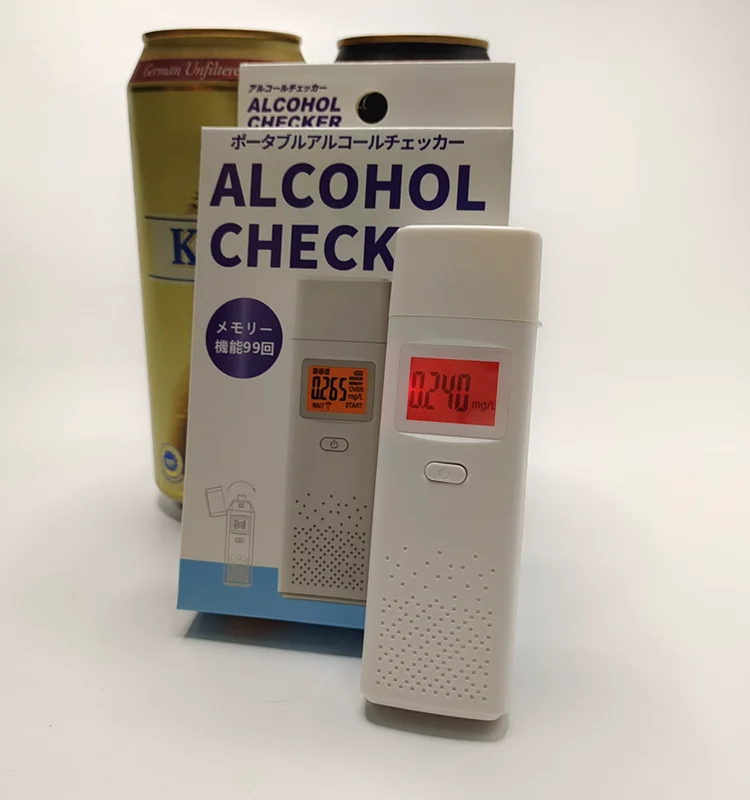 German Unfiltere
アルコールチェッカー
ALCOHOL
CHECKER
ポータブルアルコールチェッカー
ALCOHOL
CHECK
K
メモリー
機能99回
0.265
OVER
mg/L
WAIT
START
0.240 mg/L